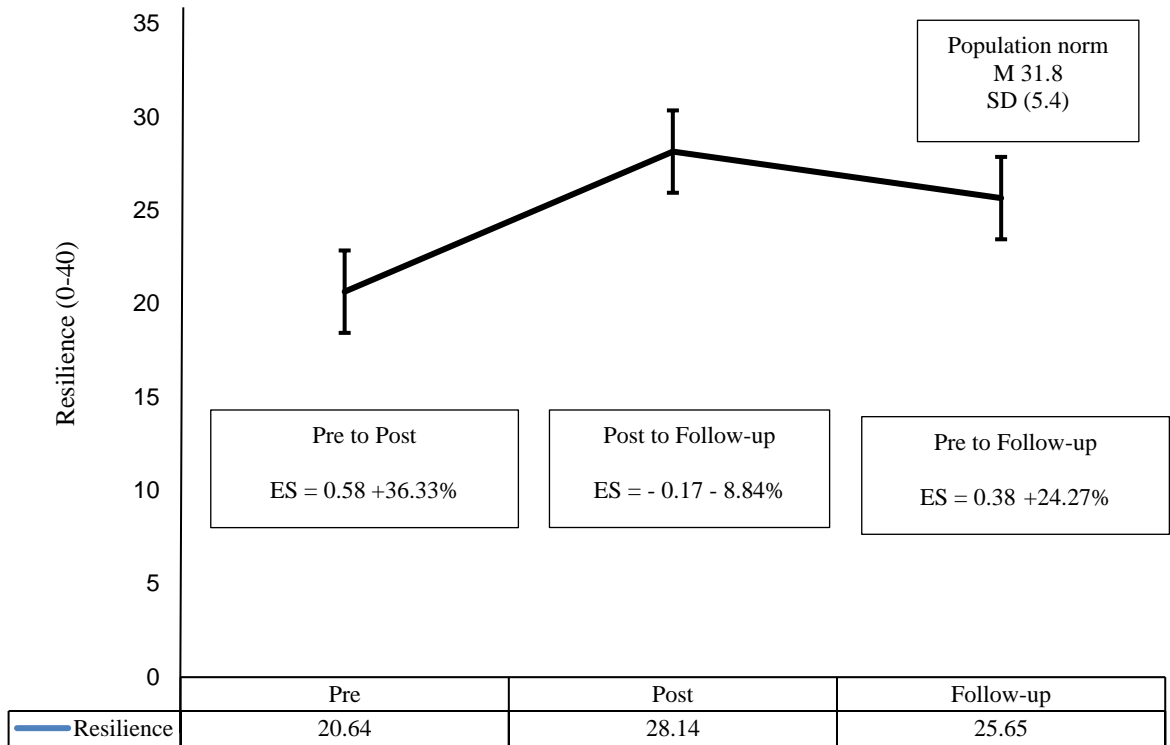 35
30
25
20
15
10
5
0
Resilience (0-40)
Population norm
M 31.8
SD (5.4)
Pre to Post
ES = 0.58 +36.33%
Post to Follow-up
ES = - 0.17 - 8.84%
Pre to Follow-up
ES = 0.38 +24.27%
Pre Post Follow-up
Resilience 20.64 28.14 25.65